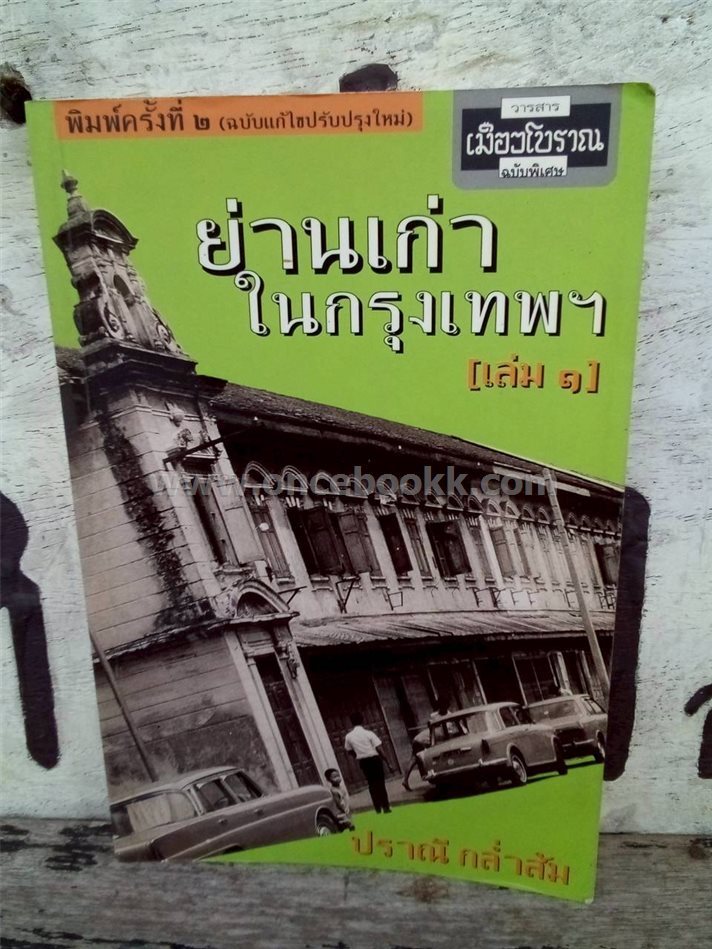 พิมพ์ครั้งที่ ๒ (ฉบับแก้ไขปรับปรุงใหม่)
วารสาร
เมืองโบราณ
ฉบับพิเศษ
ย่านเก่า
ในกรุงเทพฯ
[เล่ม ๑]
www.oncebookk.com
ปราณี กล่ำส้ม